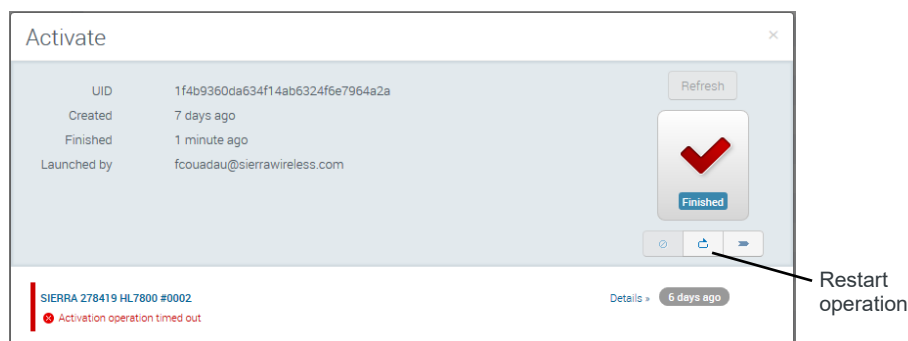 Activate
×
UID 1f4b9360da634f14ab6324f6e7964a2a
Refresh
Created 7 days ago
Finished 1 minute ago
Launched by fcouadau@sierrawireless.com
Finished
Restart
operation
SIERRA 278419 HL7800 #0002
Details » 6 days ago
Activation operation timed out